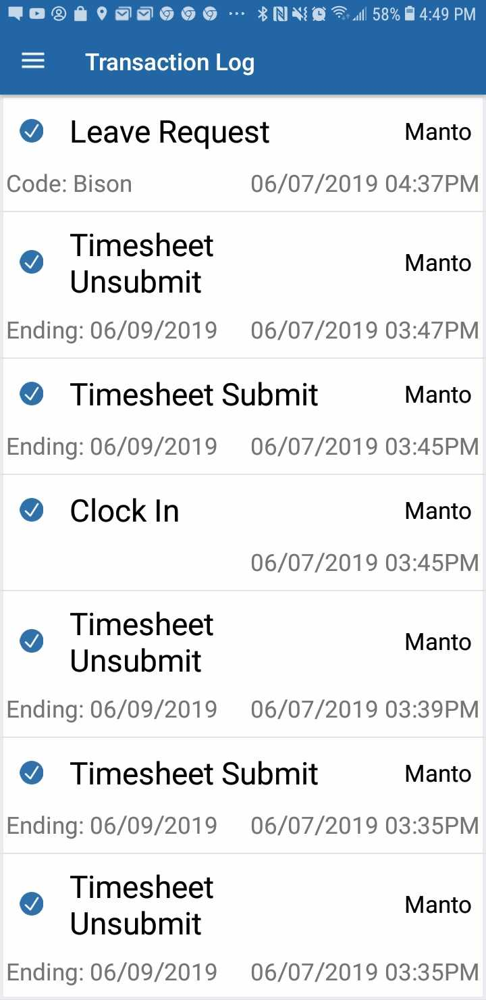 58% 4:49 PM
Transaction Log
Leave Request Manto
Code: Bison 06/07/2019 04:37PM
Timesheet
Unsubmit Manto
Ending: 06/09/2019 06/07/2019 03:47PM
Timesheet Submit Manto
Ending: 06/09/2019 06/07/2019 03:45PM
Clock In Manto
06/07/2019 03:45PM
Timesheet
Unsubmit Manto
Ending: 06/09/2019 06/07/2019 03:39PM
Timesheet Submit Manto
Ending: 06/09/2019 06/07/2019 03:35PM
Timesheet
Unsubmit Manto
Ending: 06/09/2019 06/07/2019 03:35PM